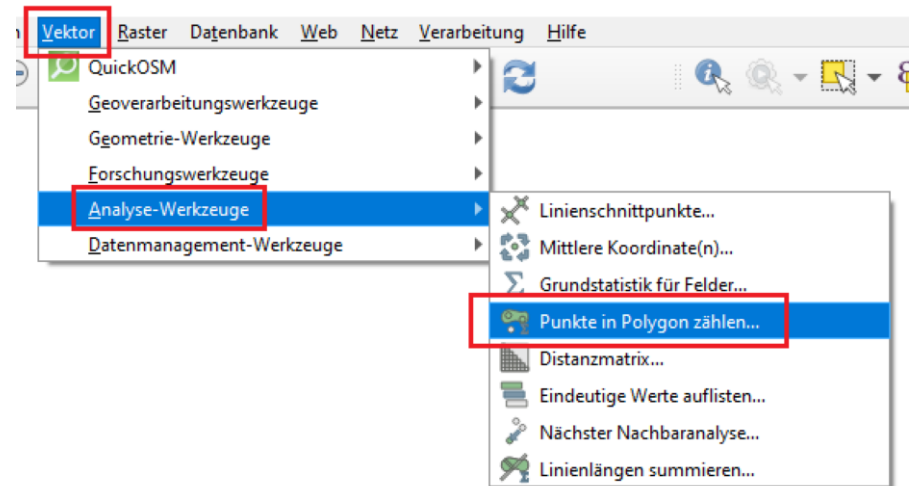 Vektor Raster Datenbank Web Netz Verarbeitung Hilfe
QuickOSM
Geoverarbeitungswerkzeuge
Geometrie-Werkzeuge
Forschungswerkzeuge
Analyse-Werkzeuge
Datenmanagement-Werkzeuge
Linienschnittpunkte...
Mittlere Koordinate(n)...
Grundstatistik für Felder...
Punkte in Polygon zählen...
Distanzmatrix...
Eindeutige Werte auflisten...
Nächster Nachbaranalyse...
Linienlängen summieren...